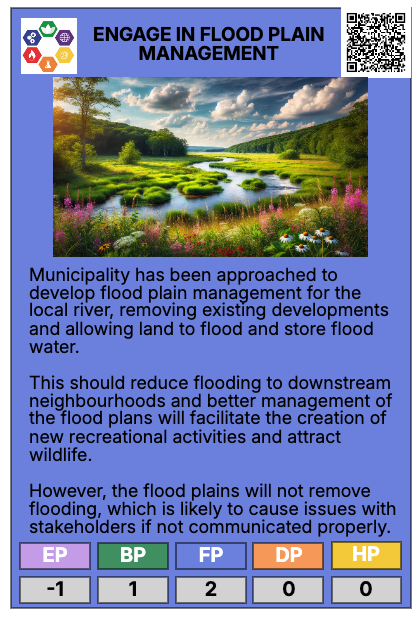 ENGAGE IN FLOOD PLAIN
MANAGEMENT
Municipality has been approached to
develop flood plain management for the
local river, removing existing developments
and allowing land to flood and store flood
water.
This should reduce flooding to downstream
neighbourhoods and better management of
the flood plans will facilitate the creation of
new recreational activities and attract
wildlife.
However, the flood plains will not remove
flooding, which is likely to cause issues with
stakeholders if not communicated properly.
EP BP FP DP HP
-1 1 2 0 0